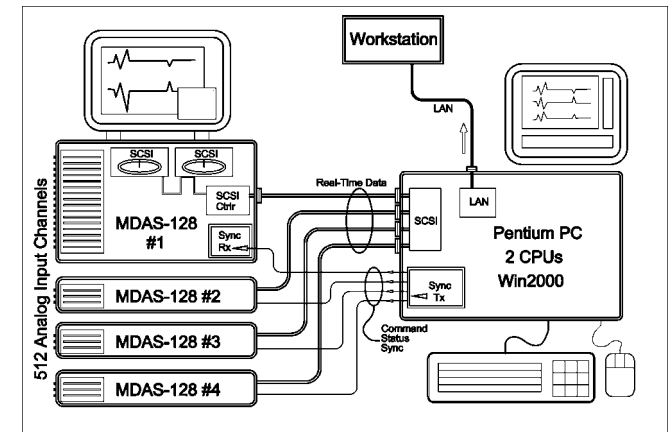 Workstation
LAN
512 Analog Input Channels
SCSI
SCSI
SCSI
Ctrlr
MDAS-128
#1
Sync
Rx
Real-Time Data
SCSI
LAN
Pentium PC
2 CPUs
Win2000
Sync
Tx
MDAS-128 #2
MDAS-128 #3
MDAS-128 #4
Command
Status
Sync